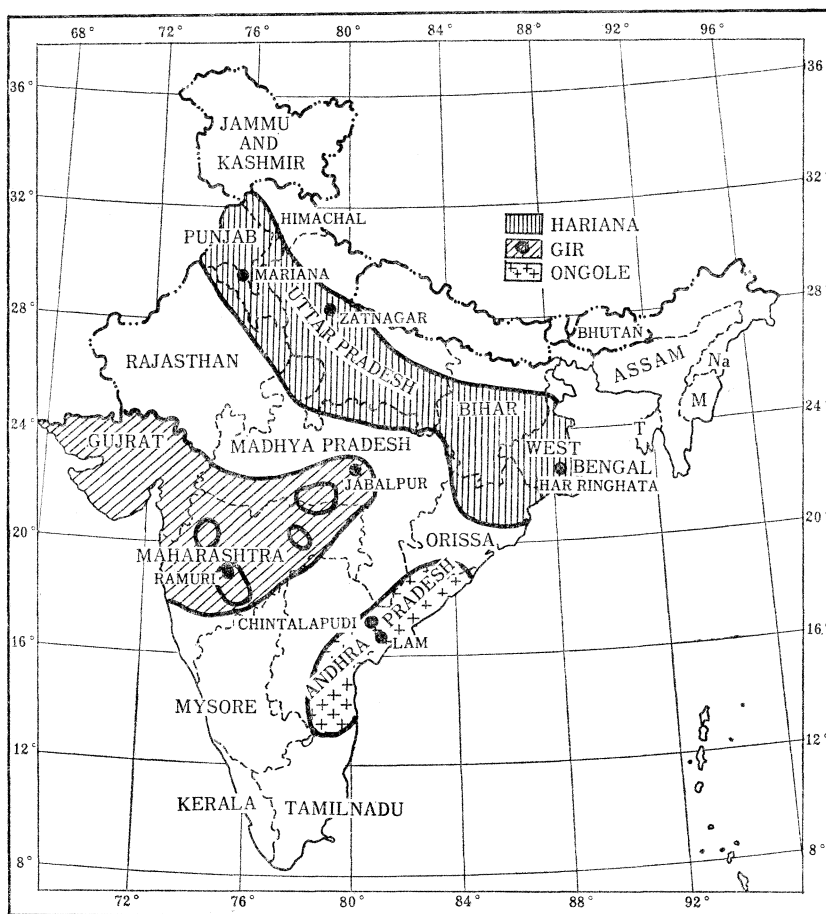 68° 72° 76° 80° 84° 88° 92° 96°
36° 36
JAMMU
AND
KASHMIR
32° 32°
HIMACHAL
HARIANA
PUNJAB
GIR
MARIANA
ONGOLE
28° 28°
UTTAR PRADESH
ZATNAGAR
BHUTAN
RAJASTHAN
ASSAM
Na
BIHAR
M
24° 24°
GUJRAT
MADHYA PRADESH
T
WEST
BENGAL
JABALPUR
HAR RINGHATA
20° 20°
ORISSA
MAHARASHTRA
RAMURI
ANDHRA PRADESH
CHINTALAPUDI
16° 16°
LAM
MYSORE
12° 12°
KERALA
TAMILNADU
8° 8°
72° 76° 80° 84° 88° 92°